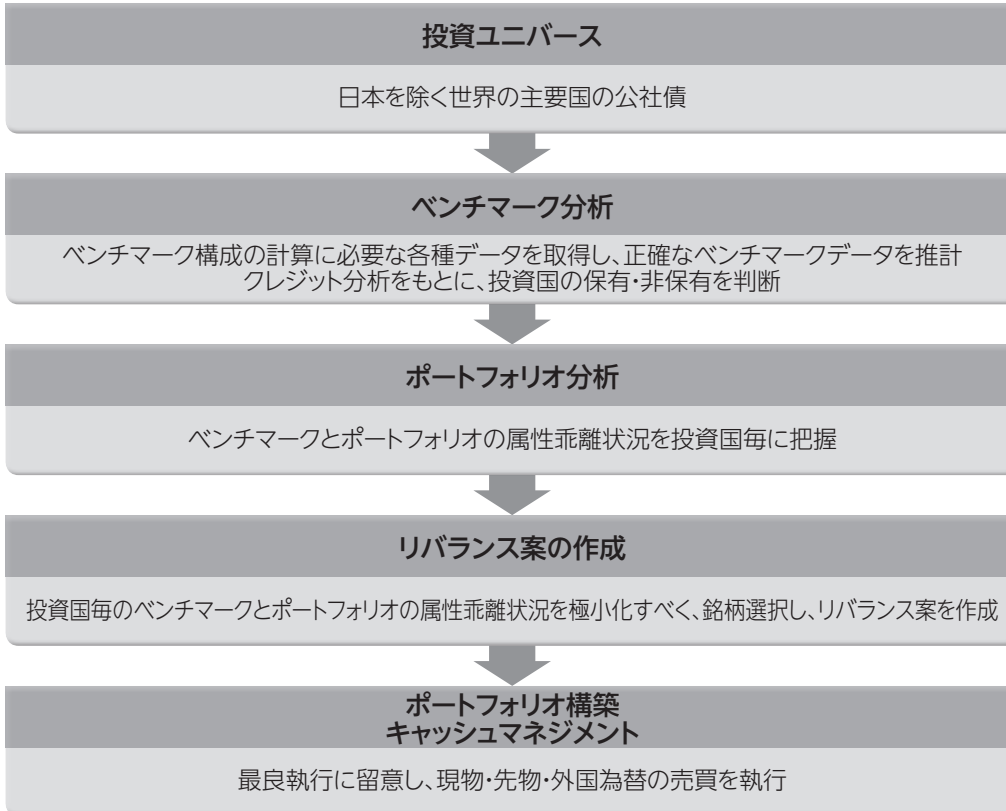 投資ユニバース
日本を除く世界の主要国の公社債
ベンチマーク分析
ベンチマーク構成の計算に必要な各種データを取得し、正確なベンチマークデータを推計
クレジット分析をもとに、投資国の保有・非保有を判断
ポートフォリオ分析
ベンチマークとポートフォリオの属性乖離状況を投資国毎に把握
リバランス案の作成
投資国毎のベンチマークとポートフォリオの属性乖離状況を極小化すべく、銘柄選択し、リバランス案を作成
ポートフォリオ構築
キャッシュマネジメント
最良執行に留意し、現物・先物・外国為替の売買を執行